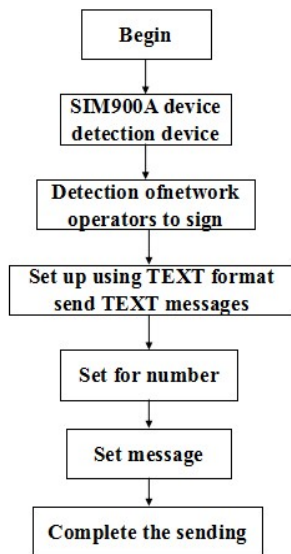 Begin
SIM900A device
detection device
Detection ofnetwork
operators to sign
Set up using TEXT format
send TEXT messages
Set for number
Set message
Complete the sending